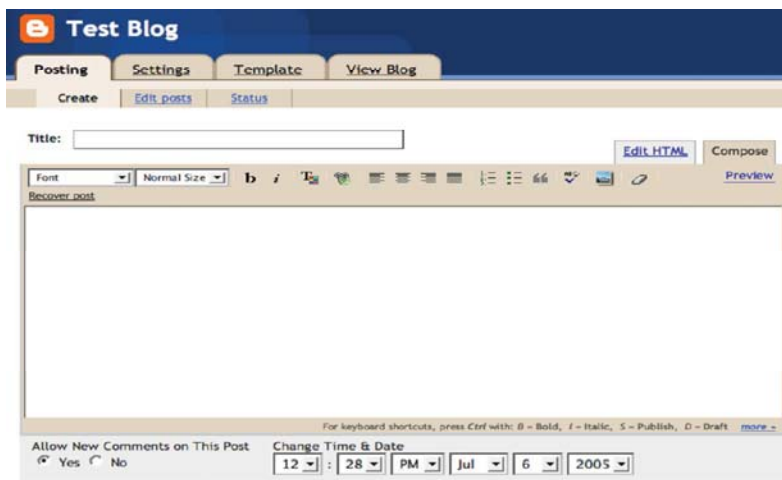 Test Blog
Posting Settings Template View Blog
Create Edit posts Status
Title:
Edit HTML Compose
Font Normal Size b i T ABC Preview
Recover post
For keyboard shortcuts, press Ctrl with: B - Bold, I - Italic, S - Publish, D - Draft more »
Allow New Comments on This Post Change Time & Date
Yes No 12 : 28 PM Jul 6 2005